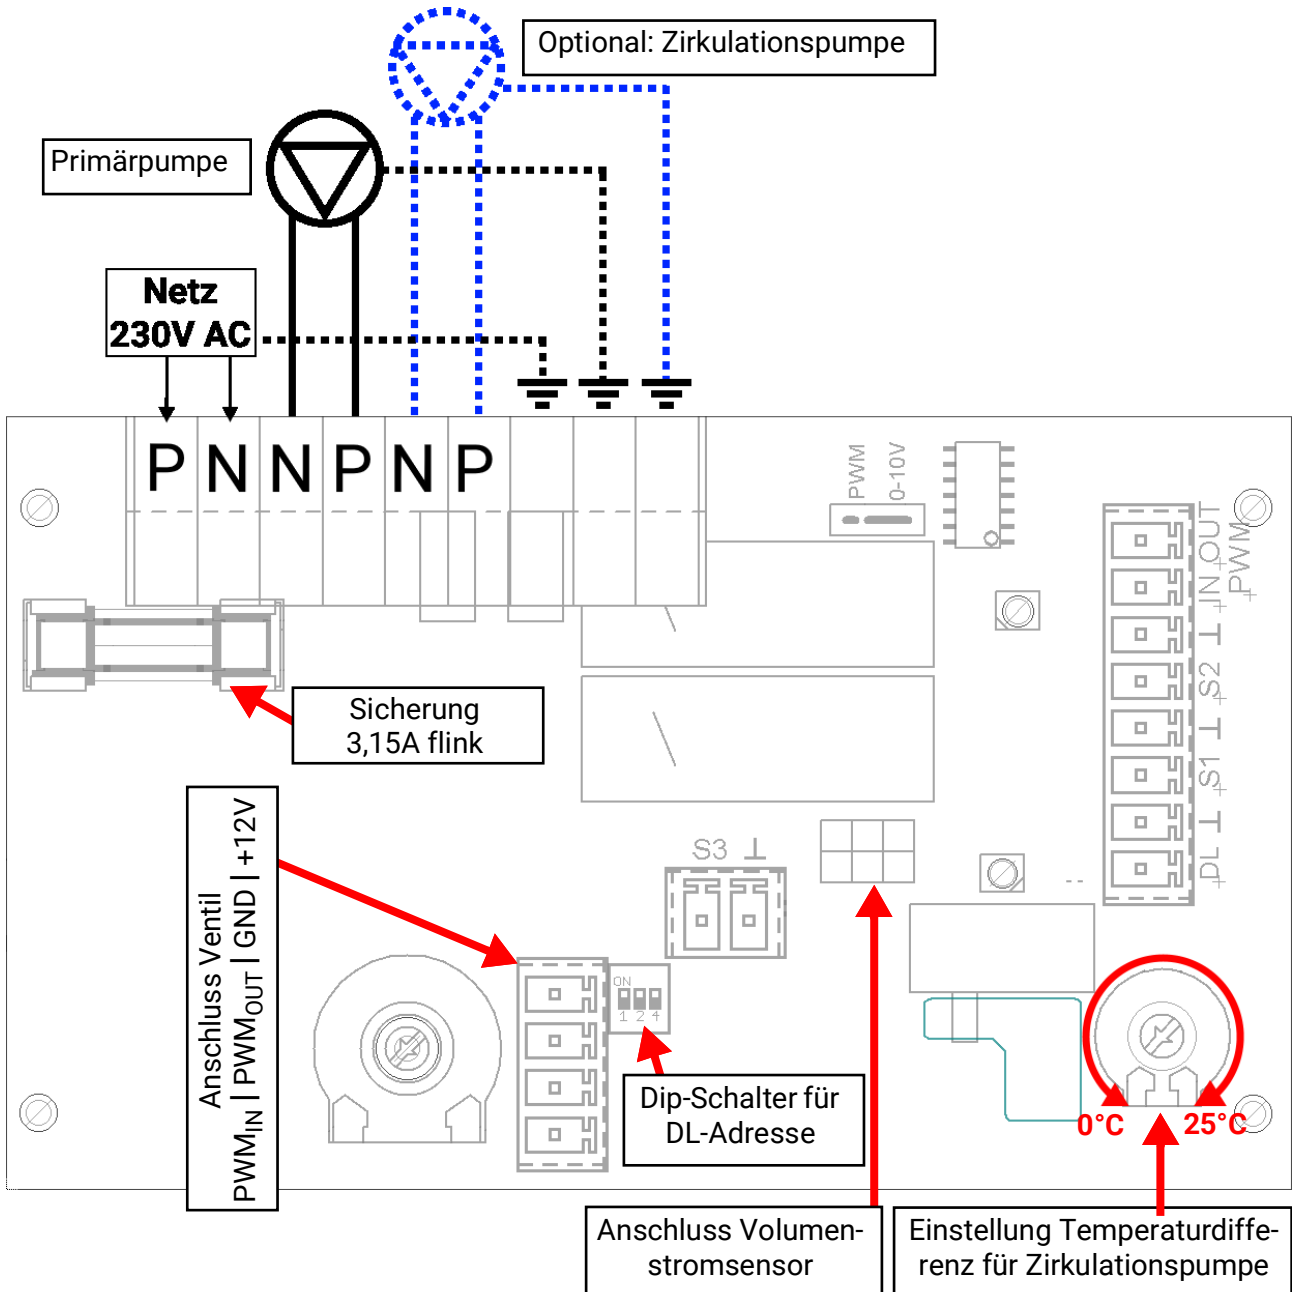 Optional: Zirkulationspumpe
Primärpumpe
Netz
230V AC
P N N P N P
PWM
0-10V
OUT
IN
PWM
⊥
S2
⊥
S1
⊥
DL
Sicherung
3,15A flink
Anschluss Ventil
PWM_IN | PWM_OUT | GND | +12V
S3 ⊥
ON
1 2 4
Dip-Schalter für
DL-Adresse
0°C
25°C
Anschluss Volumen-
stromsensor
Einstellung Temperaturdiffe-
renz für Zirkulationspumpe